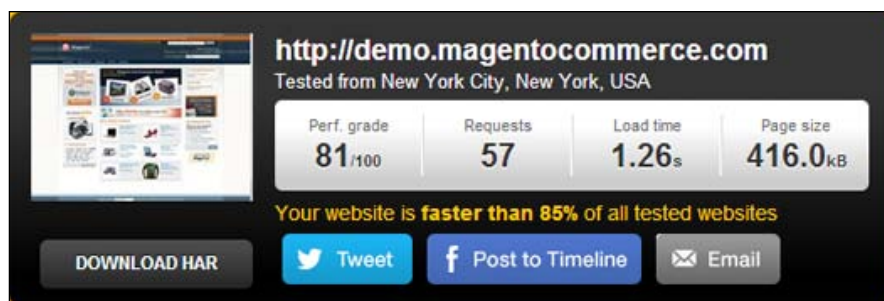 http://demo.magentocommerce.com
Tested from New York City, New York, USA
Perf. grade
Requests
Load time
Page size
81/100
57
1.26s
416.0kB
Your website is faster than 85% of all tested websites
DOWNLOAD HAR
Tweet
Post to Timeline
Email